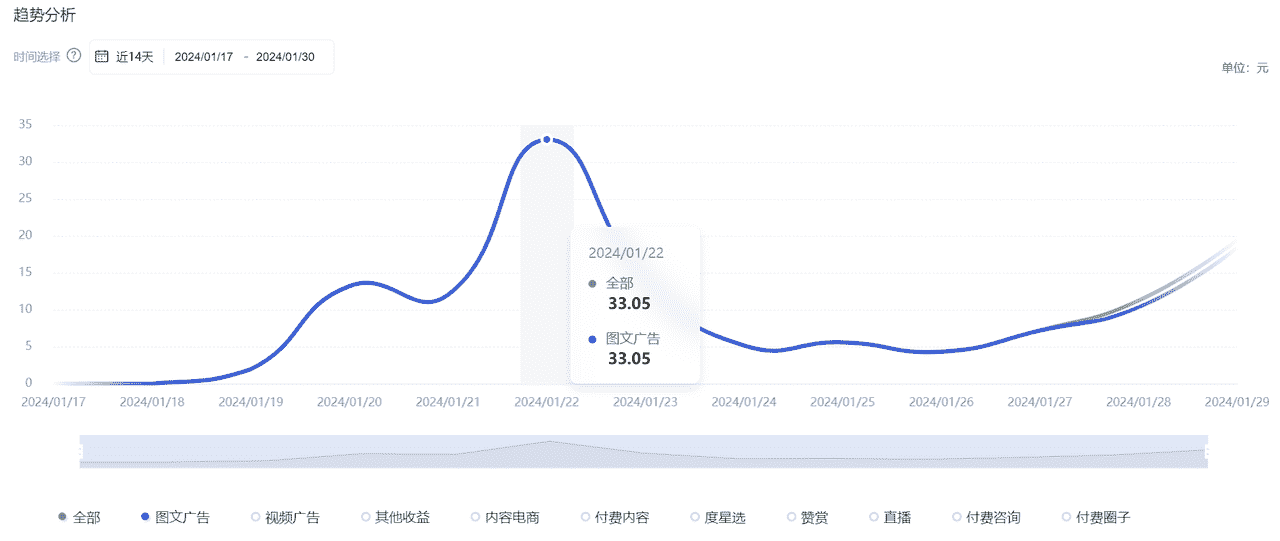 趋势分析
时间选择 ? 近14天 2024/01/17 - 2024/01/30
单位：元
35
30
25
20
15
10
5
0
2024/01/22
全部
33.05
图文广告
33.05
2024/01/17 2024/01/18 2024/01/19 2024/01/20 2024/01/21 2024/01/22 2024/01/23 2024/01/24 2024/01/25 2024/01/26 2024/01/27 2024/01/28 2024/01/29
全部 图文广告 视频广告 其他收益 内容电商 付费内容 度星选 赞赏 直播 付费咨询 付费圈子